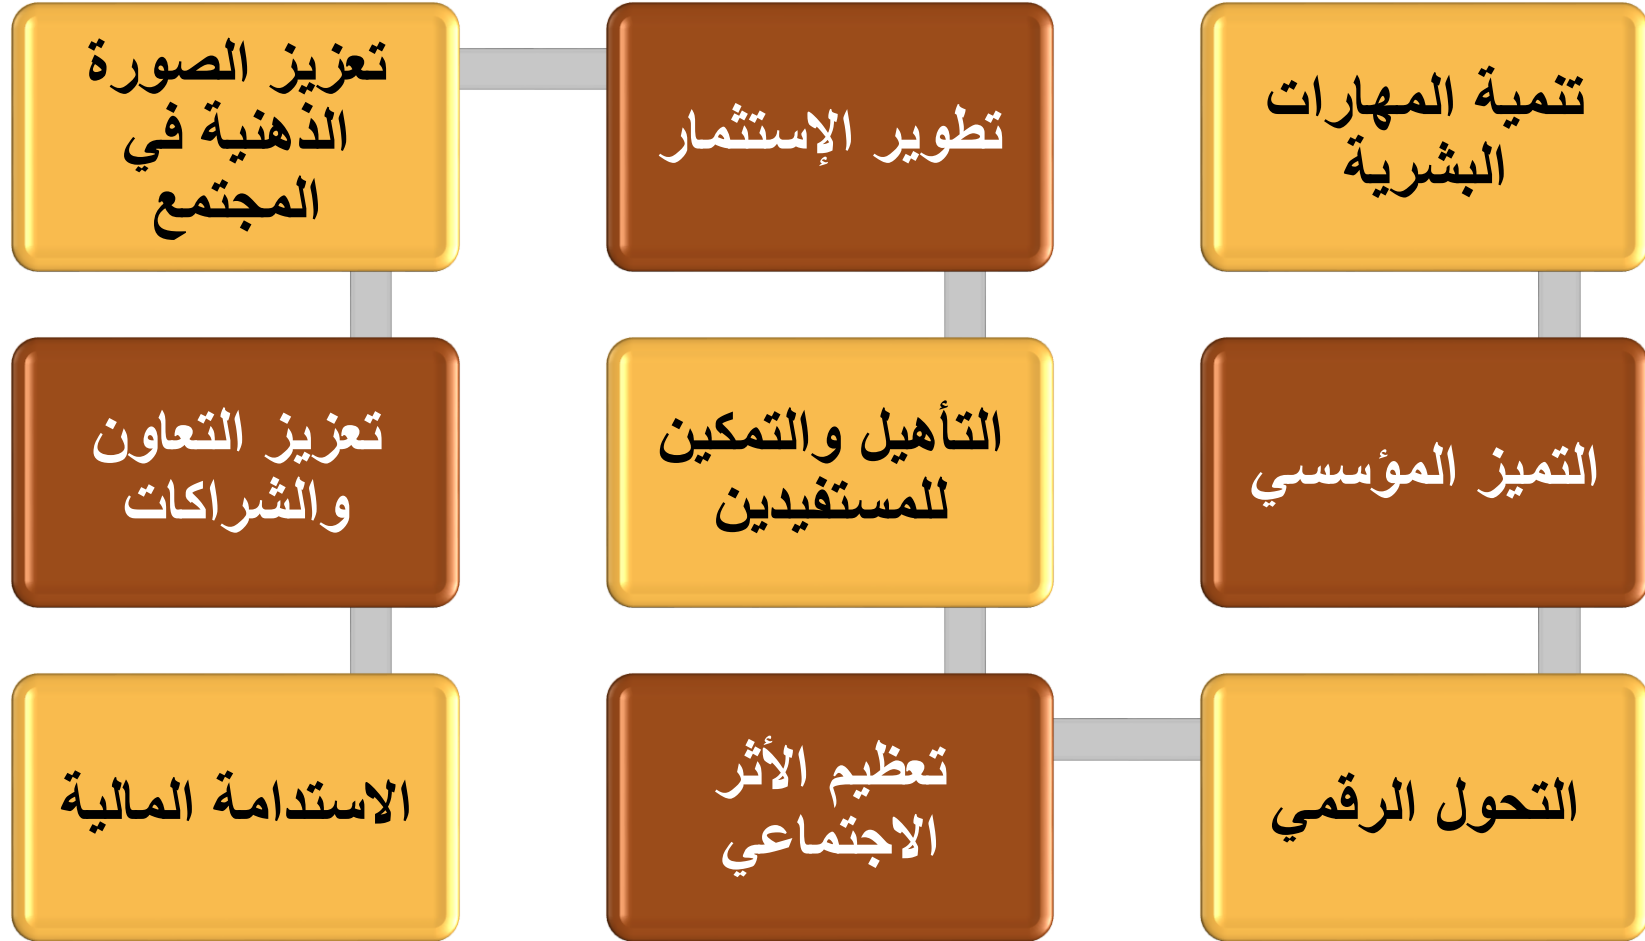 تنمية المهارات
البشرية
التميز المؤسسي
التحول الرقمي
تعظيم الأثر
الاجتماعي
التأهيل والتمكين
للمستفيدين
تطوير الإستثمار
تعزيز الصورة
الذهنية في
المجتمع
تعزيز التعاون
والشراكات
الاستدامة المالية